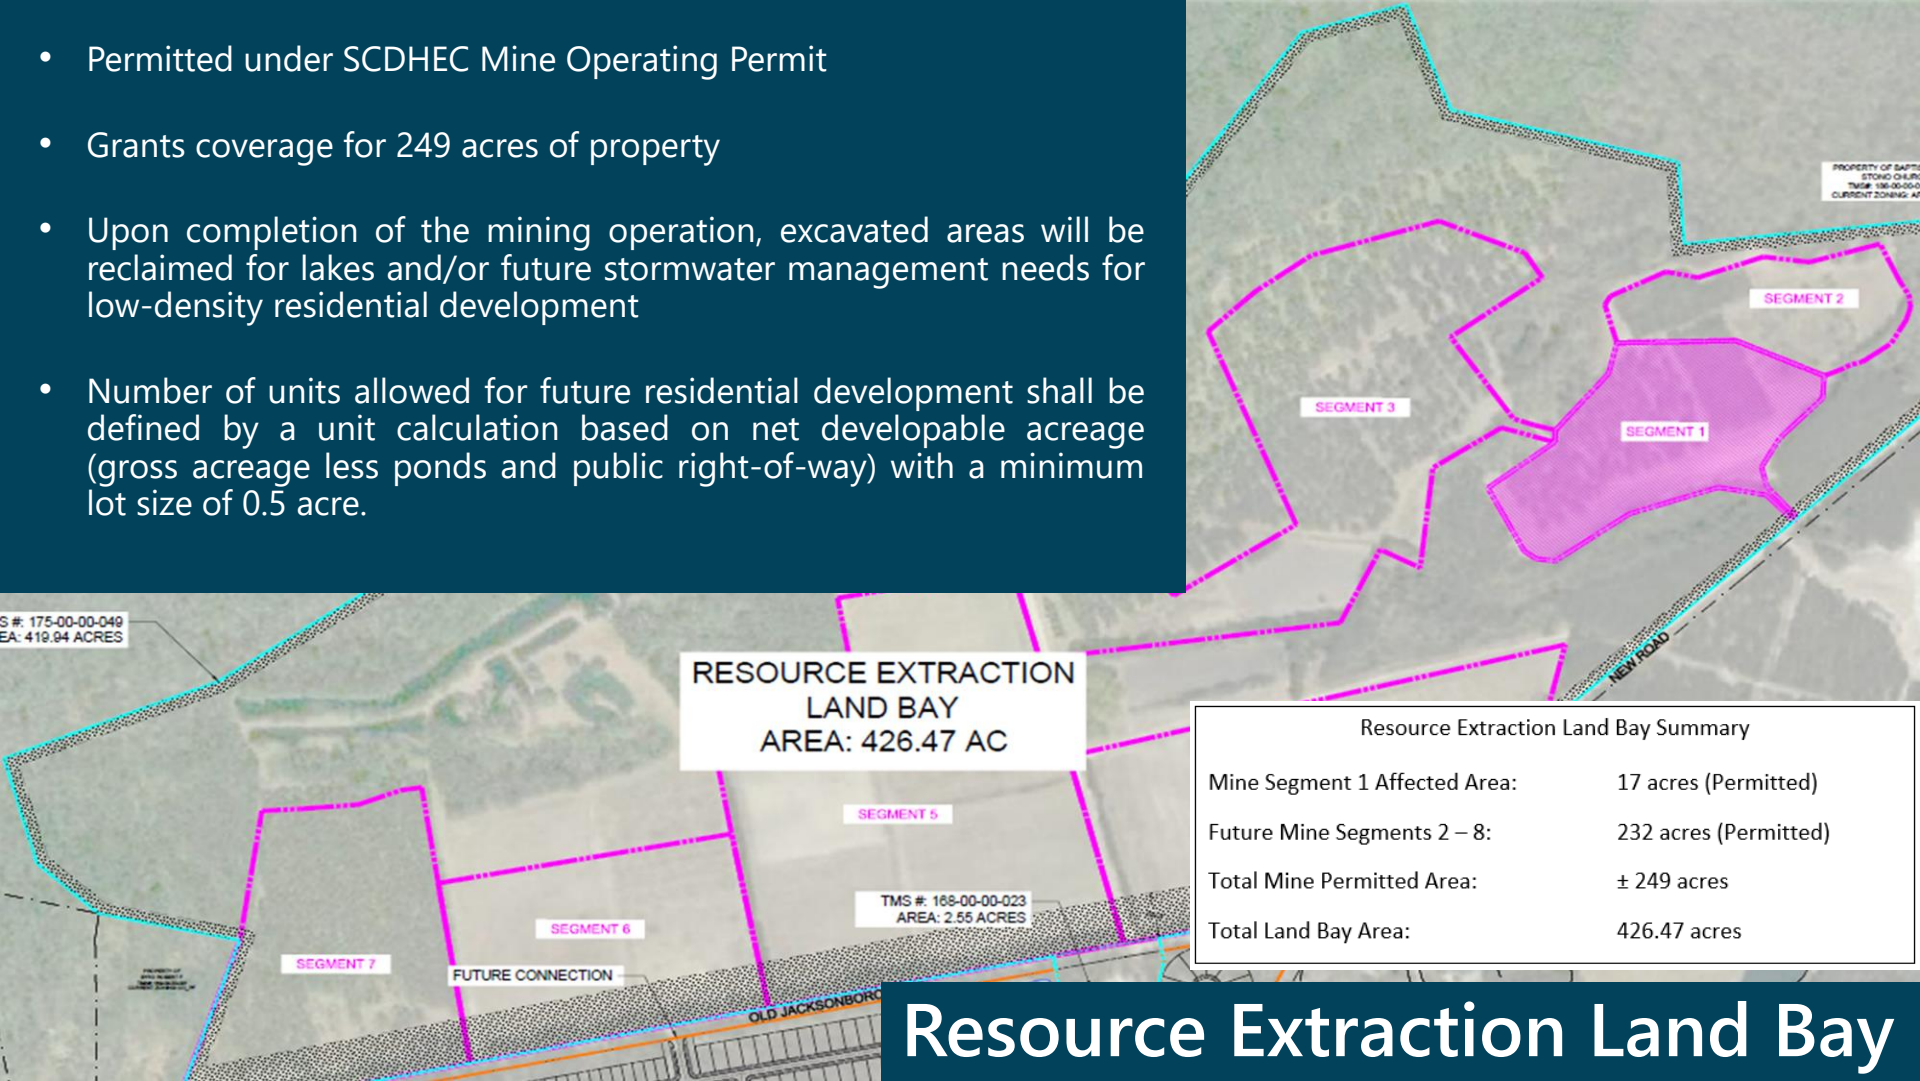 • Permitted under SCDHEC Mine Operating Permit
• Grants coverage for 249 acres of property
• Upon completion of the mining operation, excavated areas will be
reclaimed for lakes and/or future stormwater management needs for
low-density residential development
• Number of units allowed for future residential development shall be
defined by a unit calculation based on net developable acreage
(gross acreage less ponds and public right-of-way) with a minimum
lot size of 0.5 acre.
PROPERTY OF
STONO
CURRENT ZONING:
SEGMENT 2
SEGMENT 3
SEGMENT 1
S #: 175-00-00-049
EA: 419.94 ACRES
NEW ROAD
RESOURCE EXTRACTION
LAND BAY
AREA: 426.47 AC
SEGMENT 5
TMS #: 168-00-00-023
AREA: 2.55 ACRES
SEGMENT 6
SEGMENT 7
FUTURE CONNECTION
OLD JACKSONBORO
Resource Extraction Land Bay Summary
Mine Segment 1 Affected Area: 17 acres (Permitted)
Future Mine Segments 2 – 8: 232 acres (Permitted)
Total Mine Permitted Area: ± 249 acres
Total Land Bay Area: 426.47 acres
Resource Extraction Land Bay